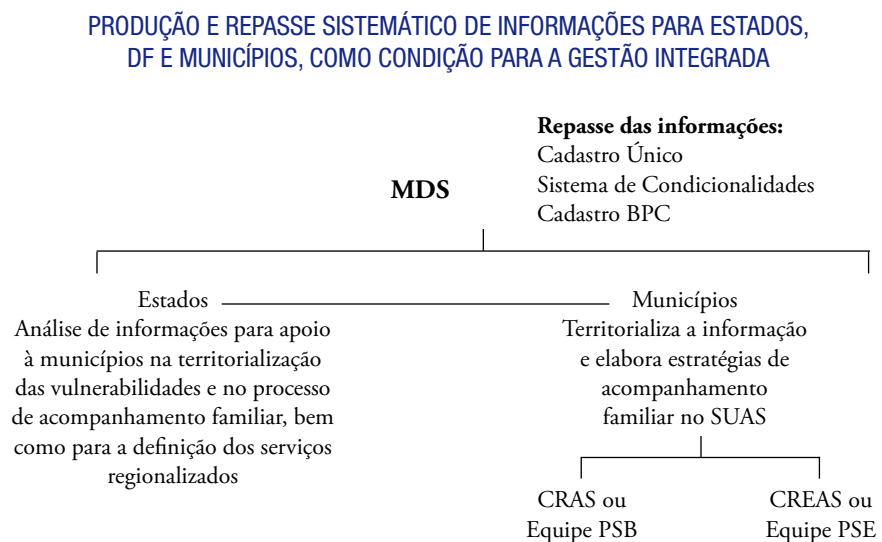 PRODUÇÃO E REPASSE SISTEMÁTICO DE INFORMAÇÕES PARA ESTADOS,
DF E MUNICÍPIOS, COMO CONDIÇÃO PARA A GESTÃO INTEGRADA
MDS
Repasse das informações:
Cadastro Único
Sistema de Condicionalidades
Cadastro BPC
Estados
Análise de informações para apoio
à municípios na territorialização
das vulnerabilidades e no processo
de acompanhamento familiar, bem
como para a definição dos serviços
regionalizados
Municípios
Territorializa a informação
e elabora estratégias de
acompanhamento
familiar no SUAS
CRAS ou
Equipe PSB
CREAS ou
Equipe PSE